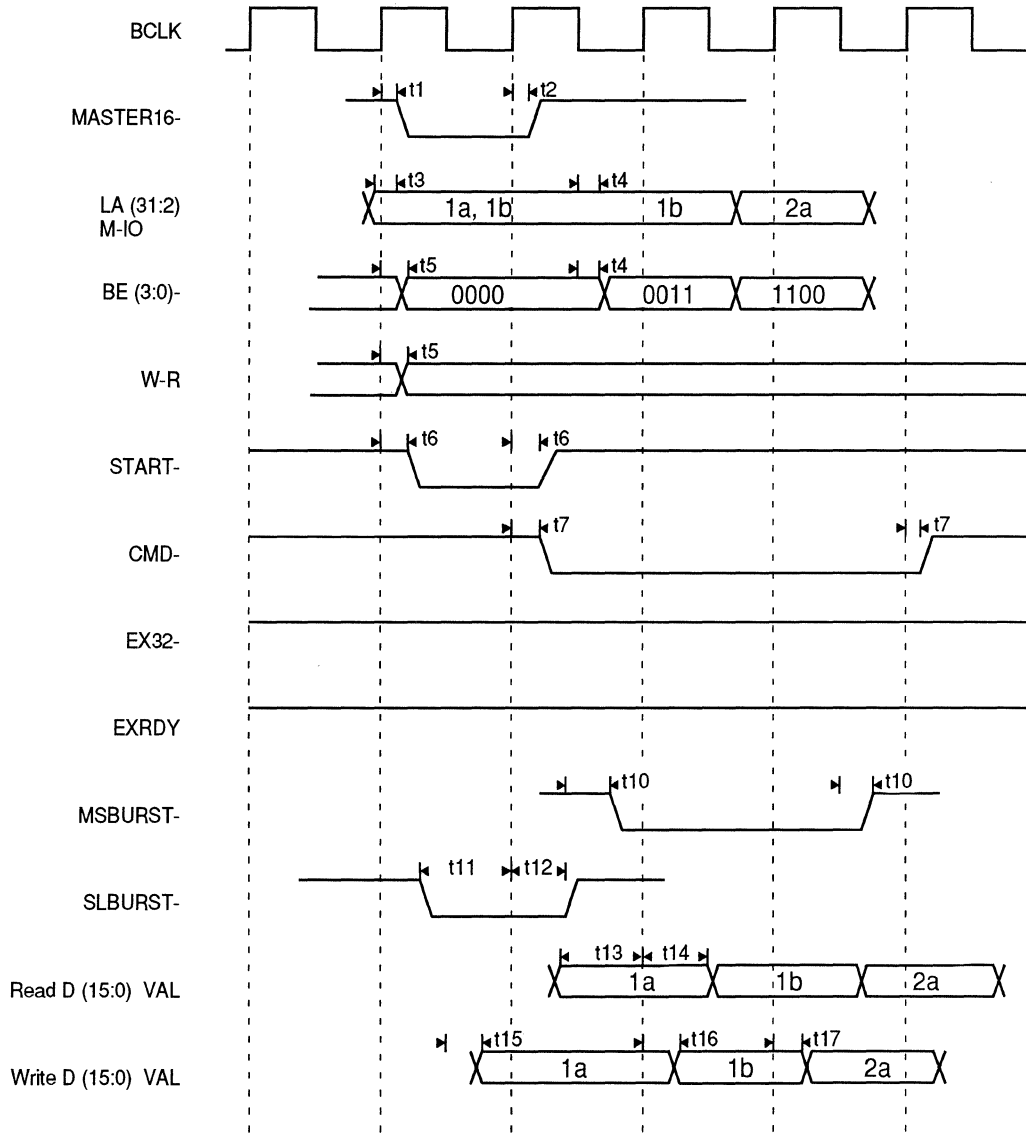 BCLK
t1 t2
MASTER16-
t3 t4
LA (31:2)
M-IO
1a, 1b 1b 2a
t5 t4
BE (3:0)- 0000 0011 1100
t5
W-R
t6 t6
START-
t7 t7
CMD-
EX32-
EXRDY
t10 t10
MSBURST-
t11 t12
SLBURST-
t13 t14
Read D (15:0) VAL 1a 1b 2a
t15 t16 t17
Write D (15:0) VAL 1a 1b 2a